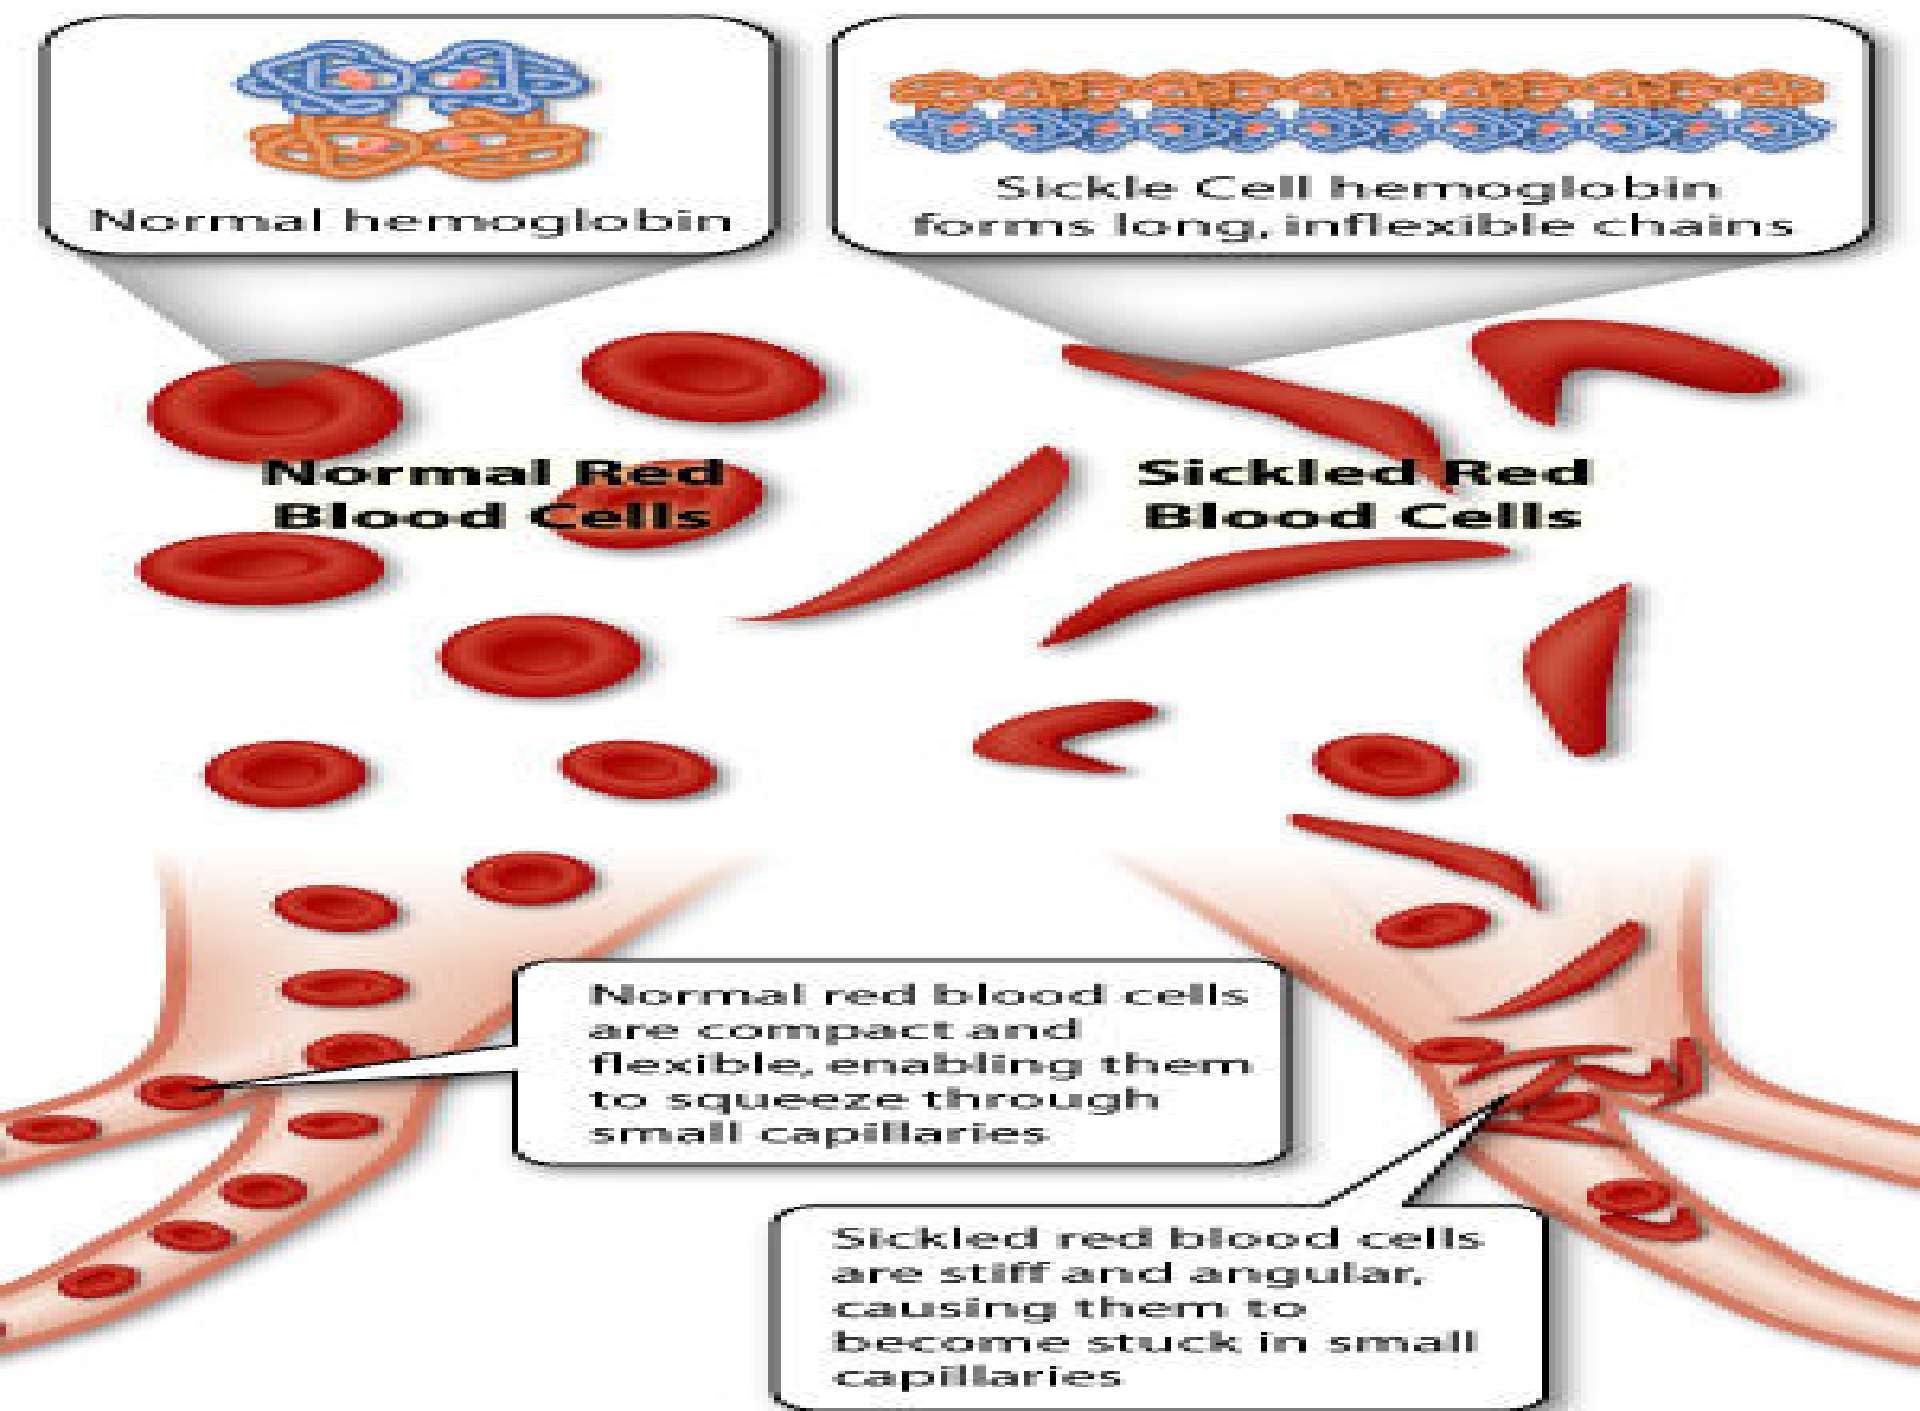 Normal hemoglobin
Sickle Cell hemoglobin
forms long, inflexible chains
Normal Red
Blood Cells
Sickled Red
Blood Cells
Normal red blood cells
are compact and
flexible, enabling them
to squeeze through
small capillaries
Sickled red blood cells
are stiff and angular,
causing them to
become stuck in small
capillaries